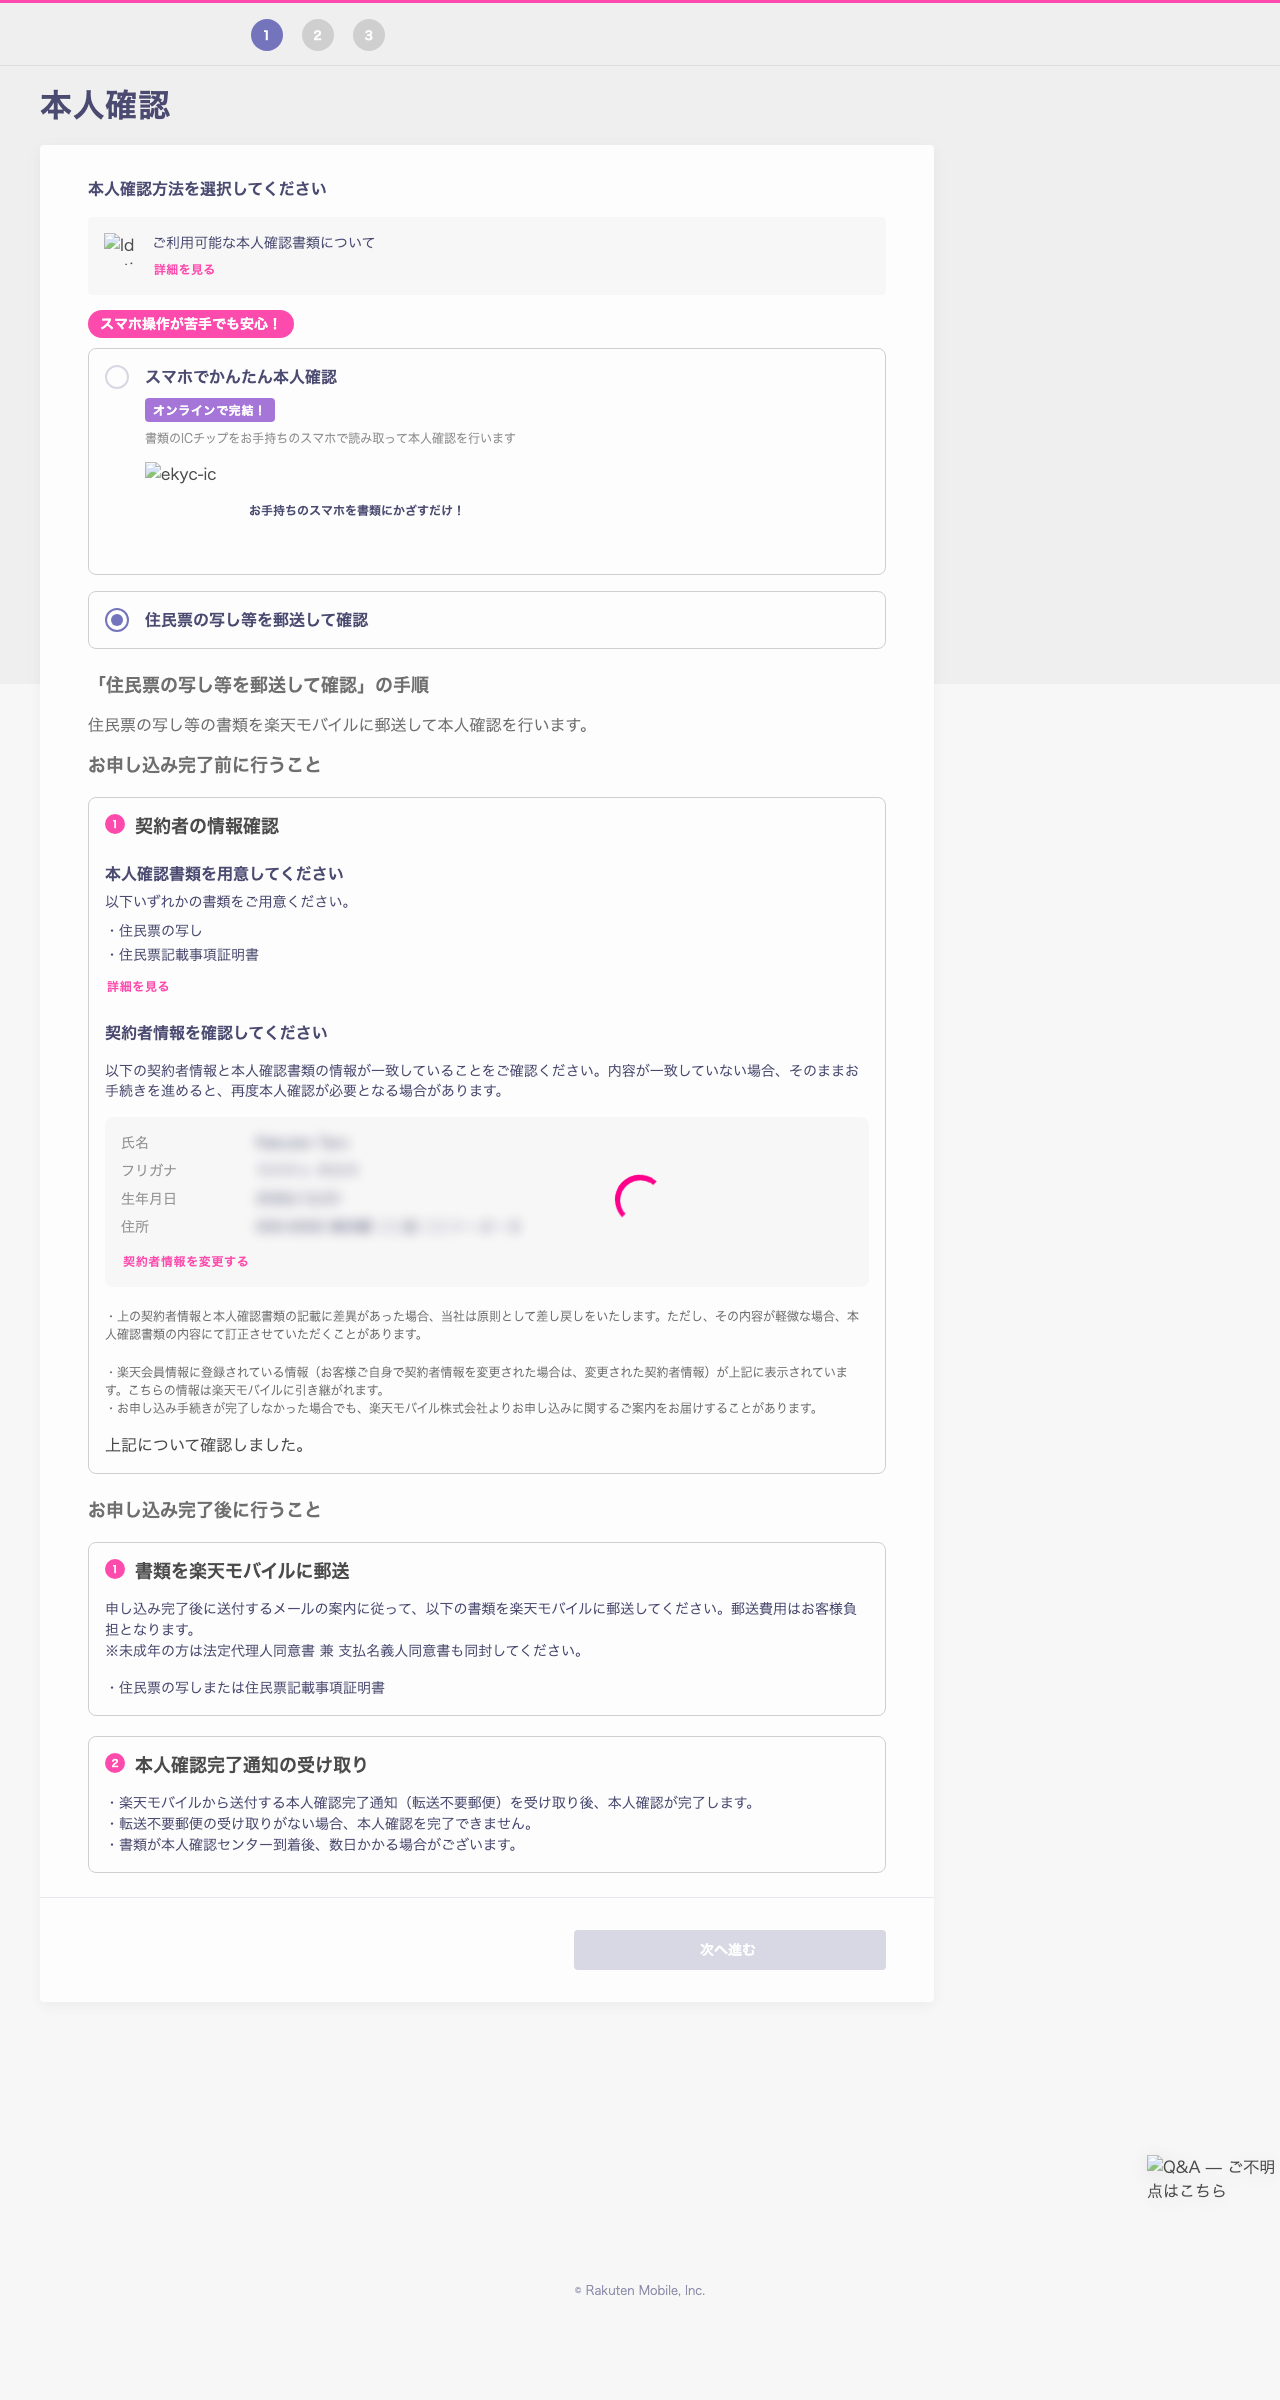 1 2 3
本人確認
本人確認方法を選択してください
Id
ご利用可能な本人確認書類について
詳細を見る
スマホ操作が苦手でも安心！
スマホでかんたん本人確認
オンラインで完結！
書類のICチップをお手持ちのスマホで読み取って本人確認を行います
ekyc-ic
お手持ちのスマホを書類にかざすだけ！
住民票の写し等を郵送して確認
「住民票の写し等を郵送して確認」の手順
住民票の写し等の書類を楽天モバイルに郵送して本人確認を行います。
お申し込み完了前に行うこと
1 契約者の情報確認
本人確認書類を用意してください
以下いずれかの書類をご用意ください。
・住民票の写し
・住民票記載事項証明書
詳細を見る
契約者情報を確認してください
以下の契約者情報と本人確認書類の情報が一致していることをご確認ください。内容が一致していない場合、そのままお
手続きを進めると、再度本人確認が必要となる場合があります。
氏名
フリガナ
生年月日
住所
契約者情報を変更する
・上の契約者情報と本人確認書類の記載に差異があった場合、当社は原則として差し戻しをいたします。ただし、その内容が軽微な場合、本
人確認書類の内容にて訂正させていただくことがあります。
・楽天会員情報に登録されている情報（お客様ご自身で契約者情報を変更された場合は、変更された契約者情報）が上記に表示されていま
す。こちらの情報は楽天モバイルに引き継がれます。
・お申し込み手続きが完了しなかった場合でも、楽天モバイル株式会社よりお申し込みに関するご案内をお届けすることがあります。
上記について確認しました。
お申し込み完了後に行うこと
1 書類を楽天モバイルに郵送
申し込み完了後に送付するメールの案内に従って、以下の書類を楽天モバイルに郵送してください。郵送費用はお客様負
担となります。
※未成年の方は法定代理人同意書 兼 支払名義人同意書も同封してください。
・住民票の写しまたは住民票記載事項証明書
2 本人確認完了通知の受け取り
・楽天モバイルから送付する本人確認完了通知（転送不要郵便）を受け取り後、本人確認が完了します。
・転送不要郵便の受け取りがない場合、本人確認を完了できません。
・書類が本人確認センター到着後、数日かかる場合がございます。
次へ進む
Q&A — ご不明
点はこちら
© Rakuten Mobile, Inc.